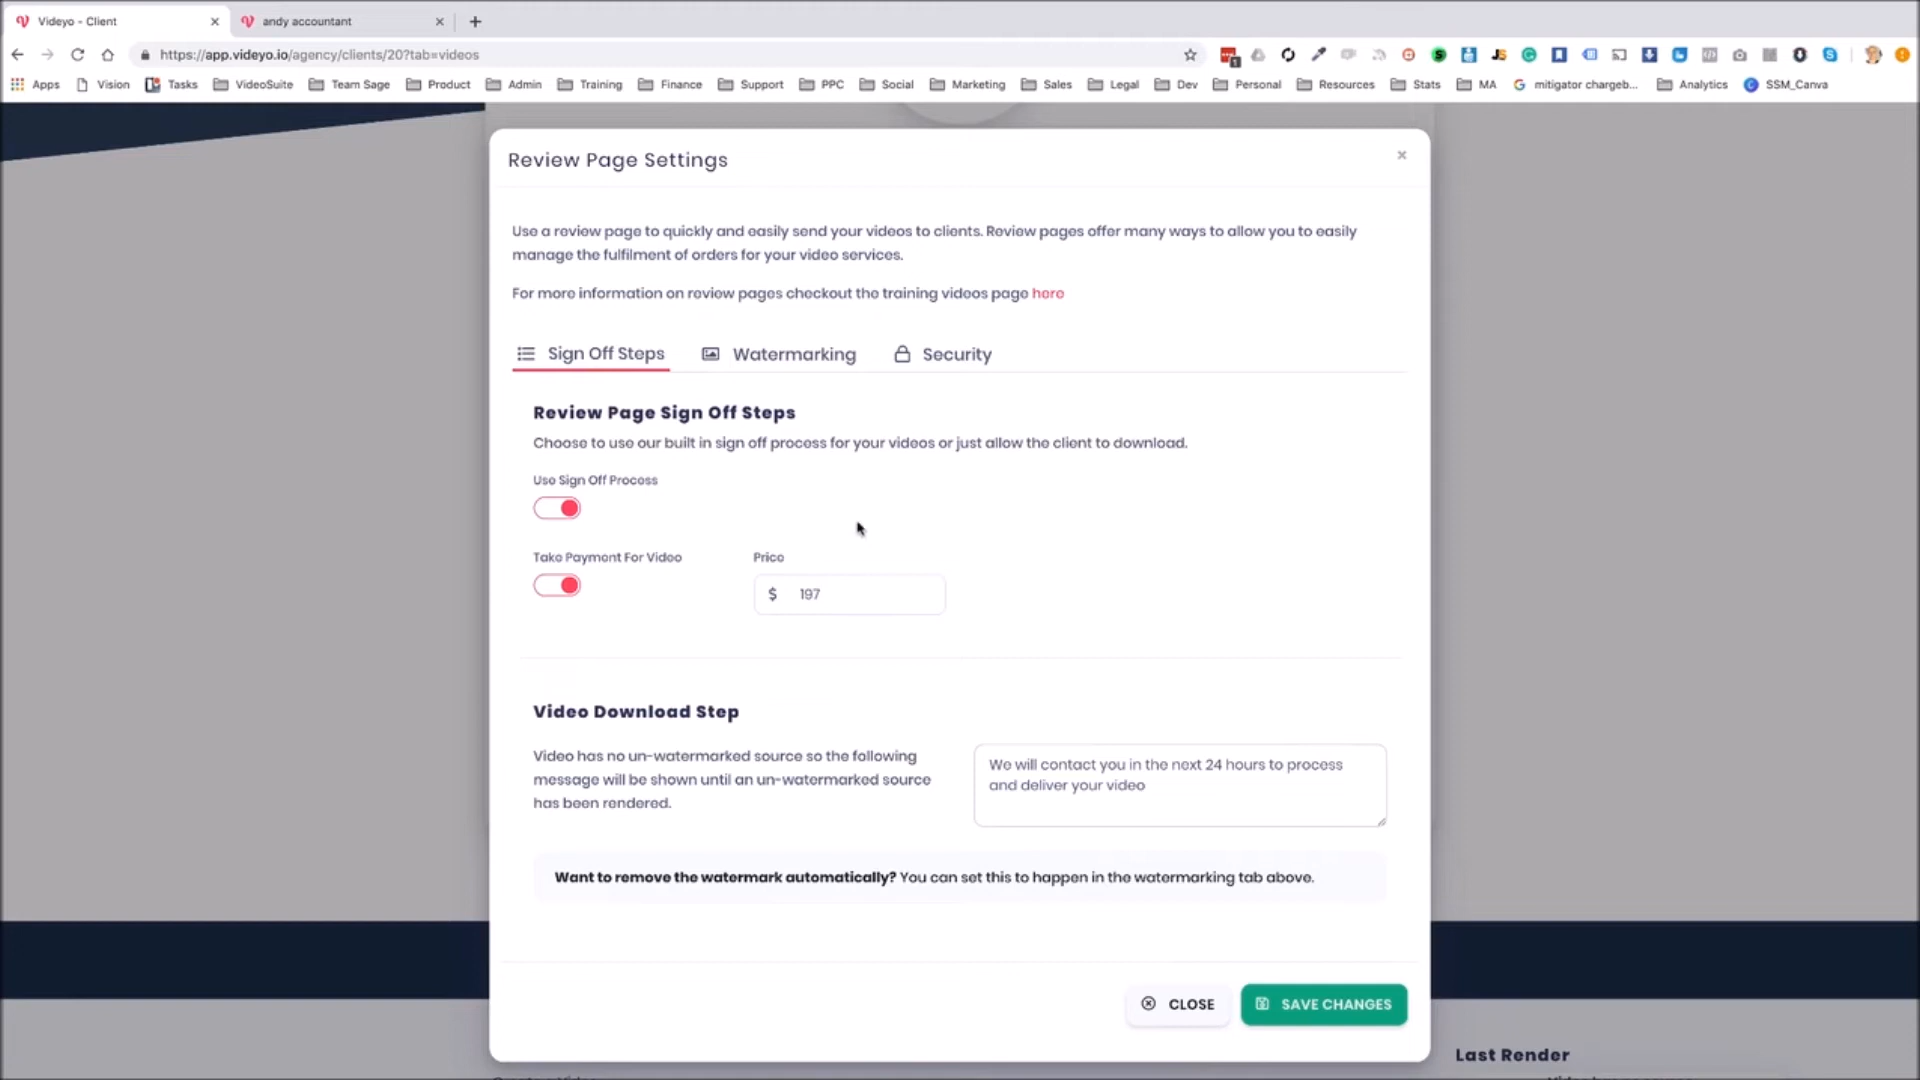 Videyo - Client
andy accountant
https://app.videyo.io/agency/clients/20?tab=videos
Apps Vision Tasks VideoSuite Team Sage Product Admin Training Finance Support PPC Social Marketing Sales Legal Dev Personal Resources Stats MA mitigator chargeb... Analytics SSM_Canva
Review Page Settings
Use a review page to quickly and easily send your videos to clients. Review pages offer many ways to allow you to easily
manage the fulfilment of orders for your video services.
For more information on review pages checkout the training videos page here
Sign Off Steps Watermarking Security
Review Page Sign Off Steps
Choose to use our built in sign off process for your videos or just allow the client to download.
Use Sign Off Process
Take Payment For Video Price
$ 197
Video Download Step
Video has no un-watermarked source so the following
message will be shown until an un-watermarked source
has been rendered.
We will contact you in the next 24 hours to process
and deliver your video
Want to remove the watermark automatically? You can set this to happen in the watermarking tab above.
CLOSE SAVE CHANGES
Last Render